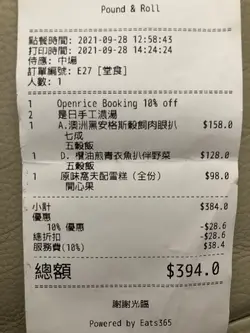 Pound & Roll
點餐時間: 2021-09-28 12:58:43
打印時間: 2021-09-28 14:24:24
侍應: 中場
訂單編號: E27 [堂食]
人數: 1
1 Openrice Booking 10% off
2 是日手工濃湯
1 A.澳洲黑安格斯穀飼肉眼扒 $158.0
七成
五穀飯
1 D. 欖油煎青衣魚扒伴野菜 $128.0
五穀飯
1 原味窩夫配雪糕 (全份) $98.0
開心果
小計 $384.0
優惠
10% 優惠 -$28.6
總折扣 -$28.6
服務費(10%) $38.4
總額 $394.0
謝謝光臨
Powered by Eats365